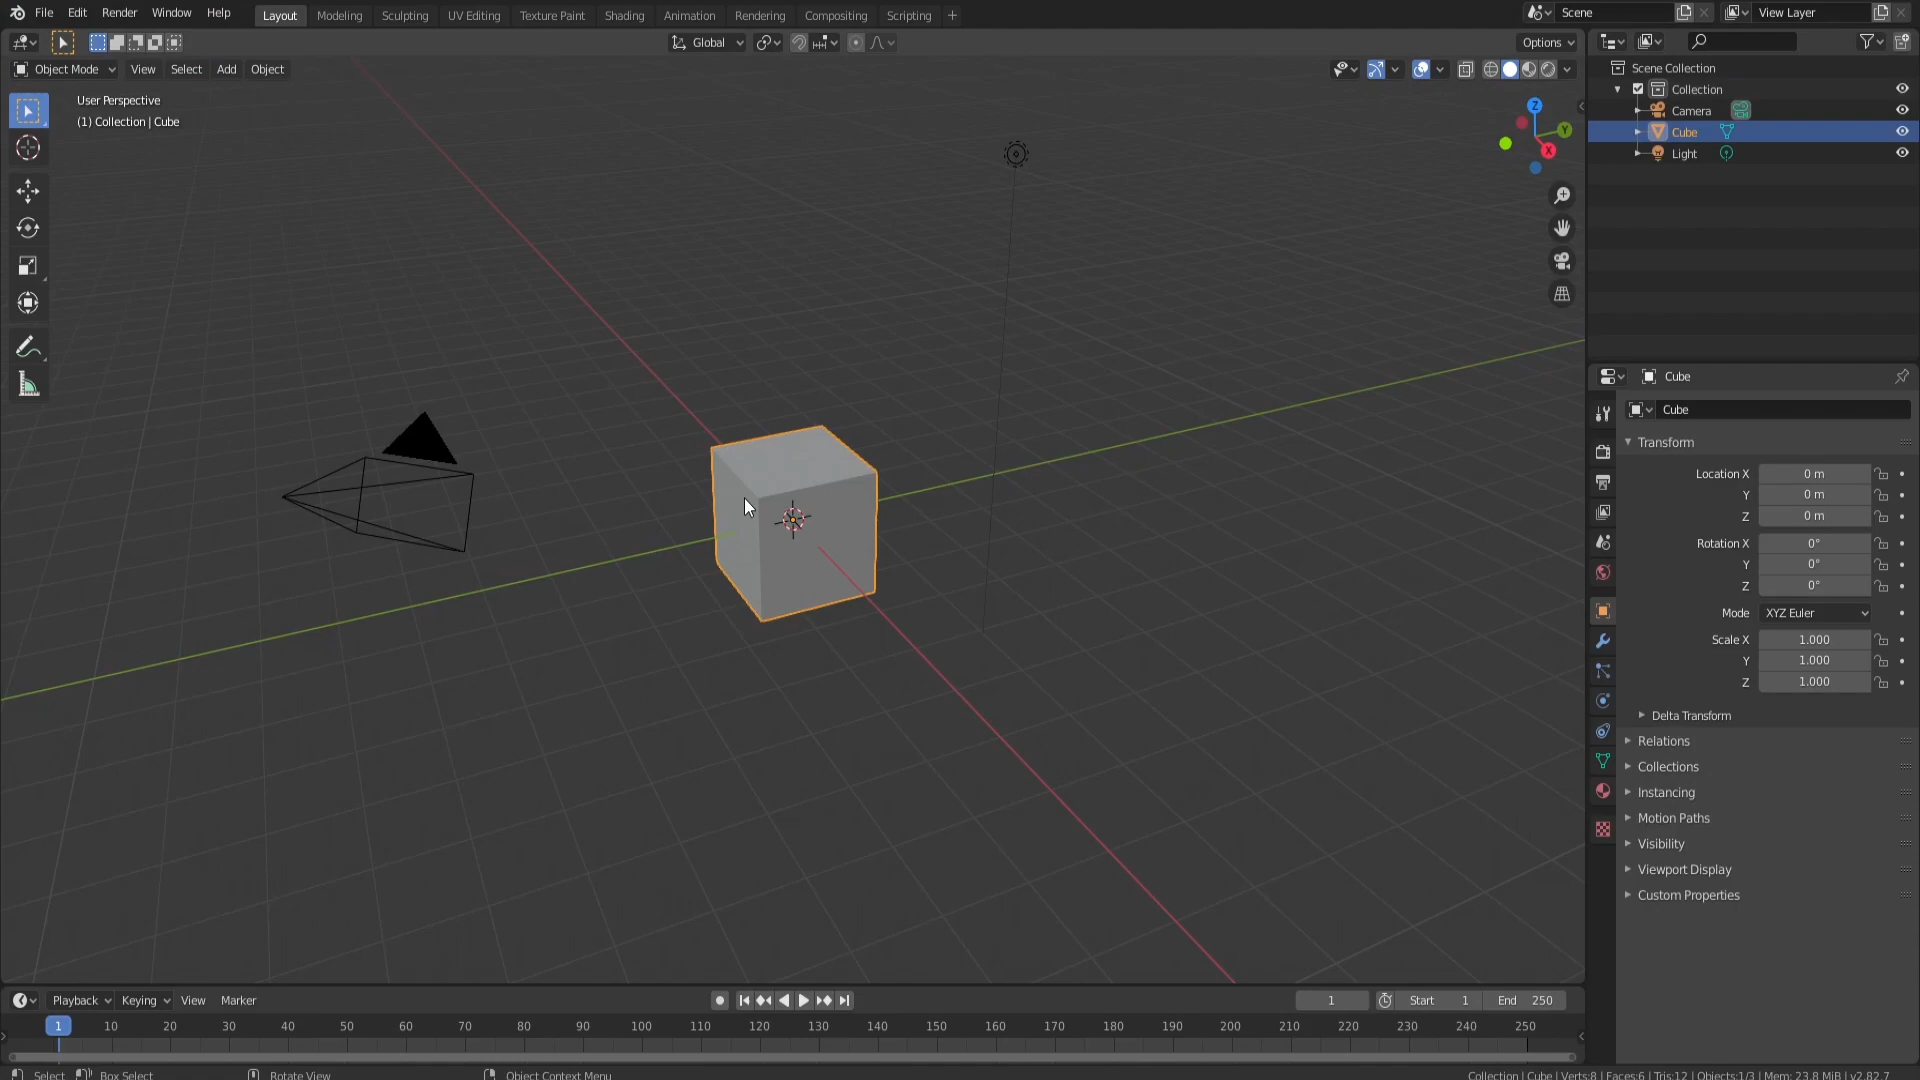 File Edit Render Window Help Layout Modeling Sculpting UV Editing Texture Paint Shading Animation Rendering Compositing Scripting + Scene View Layer
Global Options
Object Mode View Select Add Object
User Perspective
(1) Collection | Cube
Z
Y
X
Scene Collection
Collection
Camera
Cube
Light
Cube
Cube
Transform
Location X 0 m
Y 0 m
Z 0 m
Rotation X 0°
Y 0°
Z 0°
Mode XYZ Euler
Scale X 1.000
Y 1.000
Z 1.000
Delta Transform
Relations
Collections
Instancing
Motion Paths
Visibility
Viewport Display
Custom Properties
Playback Keying View Marker 1 Start 1 End 250
1 10 20 30 40 50 60 70 80 90 100 110 120 130 140 150 160 170 180 190 200 210 220 230 240 250
Select Box Select Rotate View Object Context Menu Collection | Cube | Verts:8 | Faces:6 | Tris:12 | Objects:1/3 | Mem: 23.8 MiB | v2.82.7